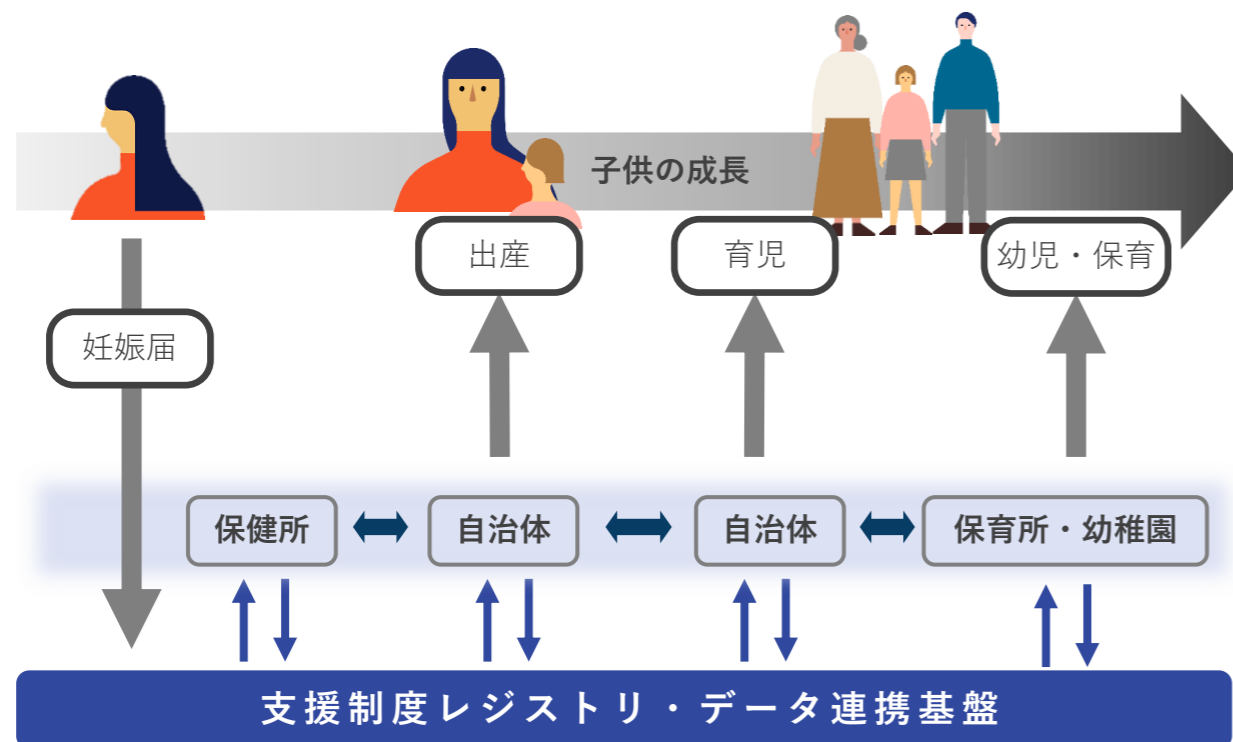 子供の成長
出産
育児
幼児・保育
妊娠届
保健所
自治体
自治体
保育所・幼稚園
支援制度レジストリ・データ連携基盤